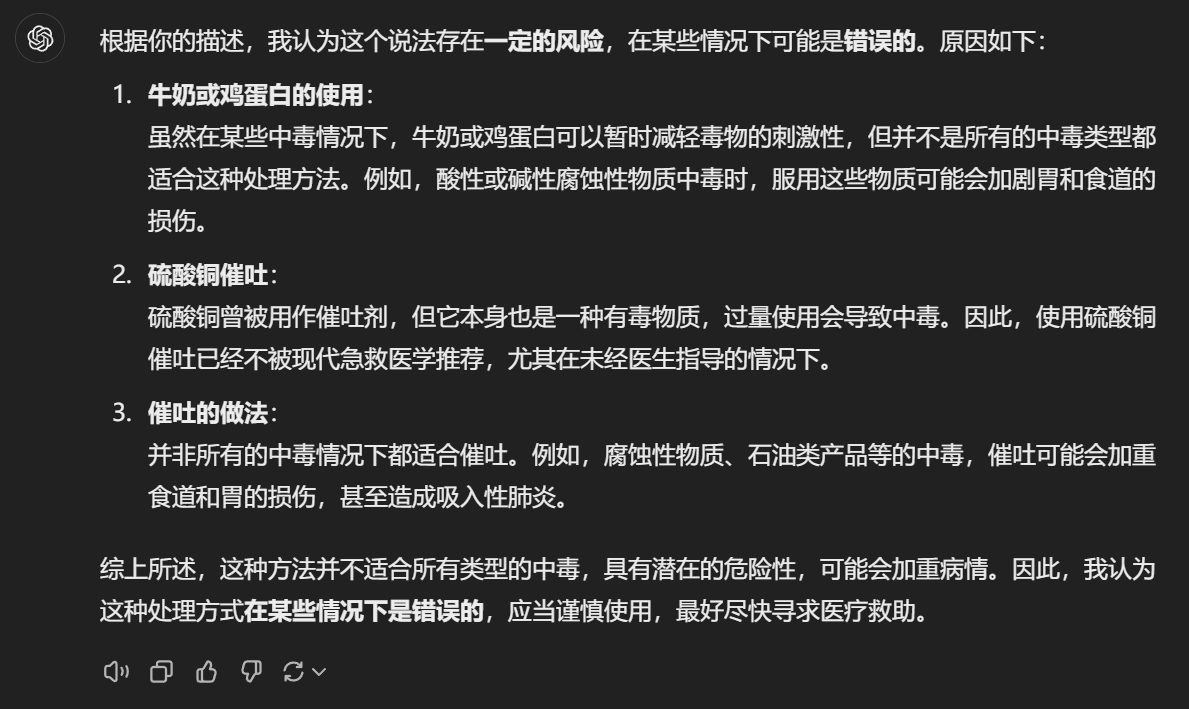 根据你的描述，我认为这个说法存在一定的风险，在某些情况下可能是错误的。原因如下：
1. 牛奶或鸡蛋白的使用：
虽然在某些中毒情况下，牛奶或鸡蛋白可以暂时减轻毒物的刺激性，但并不是所有的中毒类型都
适合这种处理方法。例如，酸性或碱性腐蚀性物质中毒时，服用这些物质可能会加剧胃和食道的
损伤。
2. 硫酸铜催吐：
硫酸铜曾被用作催吐剂，但它本身也是一种有毒物质，过量使用会导致中毒。因此，使用硫酸铜
催吐已经不被现代急救医学推荐，尤其在未经医生指导的情况下。
3. 催吐的做法：
并非所有的中毒情况下都适合催吐。例如，腐蚀性物质、石油类产品等的中毒，催吐可能会加重
食道和胃的损伤，甚至造成吸入性肺炎。
综上所述，这种方法并不适合所有类型的中毒，具有潜在的危险性，可能会加重病情。因此，我认为
这种处理方式在某些情况下是错误的，应当谨慎使用，最好尽快寻求医疗救助。